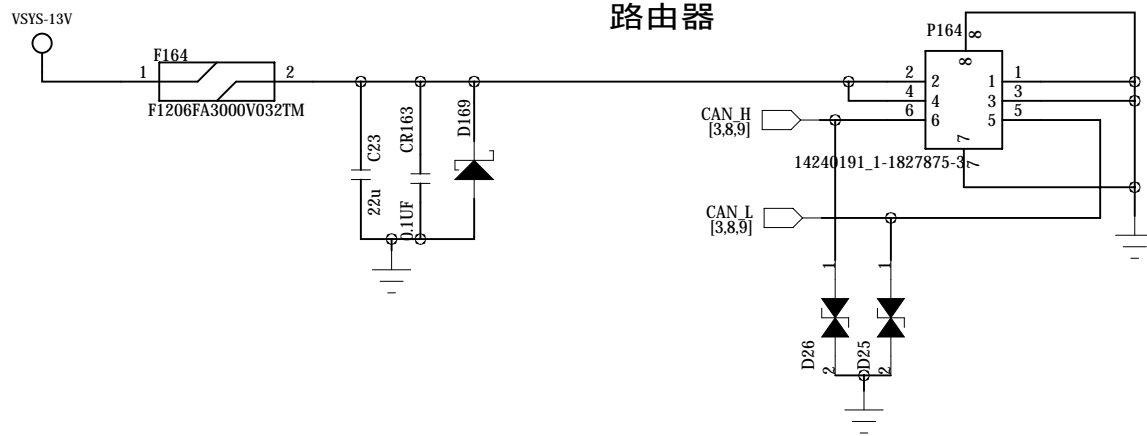 路由器
VSYS-13V
F164
1
2
F1206FA3000V032TM
C23
22u
CR163
0.1UF
D169
P164
8
8
2
2
1
1
4
4
3
3
6
6
5
5
7
7
14240191_1-1827875-3
CAN_H
[3,8,9]
CAN_L
[3,8,9]
1
1
D26
D25
2
2